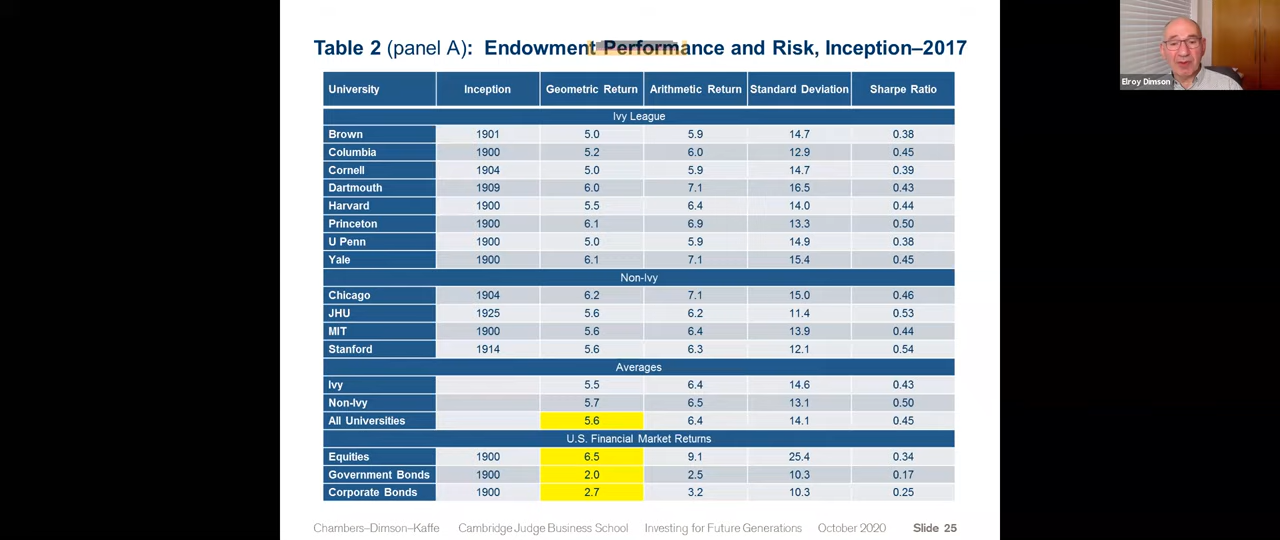 Table 2 (panel A): Endowment Performance and Risk, Inception–2017
University Inception Geometric Return Arithmetic Return Standard Deviation Sharpe Ratio
Ivy League
Brown 1901 5.0 5.9 14.7 0.38
Columbia 1900 5.2 6.0 12.9 0.45
Cornell 1904 5.0 5.9 14.7 0.39
Dartmouth 1909 6.0 7.1 16.5 0.43
Harvard 1900 5.5 6.4 14.0 0.44
Princeton 1900 6.1 6.9 13.3 0.50
U Penn 1900 5.0 5.9 14.9 0.38
Yale 1900 6.1 7.1 15.4 0.45
Non-Ivy
Chicago 1904 6.2 7.1 15.0 0.46
JHU 1925 5.6 6.2 11.4 0.53
MIT 1900 5.6 6.4 13.9 0.44
Stanford 1914 5.6 6.3 12.1 0.54
Averages
Ivy 5.5 6.4 14.6 0.43
Non-Ivy 5.7 6.5 13.1 0.50
All Universities 5.6 6.4 14.1 0.45
U.S. Financial Market Returns
Equities 1900 6.5 9.1 25.4 0.34
Government Bonds 1900 2.0 2.5 10.3 0.17
Corporate Bonds 1900 2.7 3.2 10.3 0.25
Chambers–Dimson–Kaffe Cambridge Judge Business School Investing for Future Generations October 2020 Slide 25
Elroy Dimson